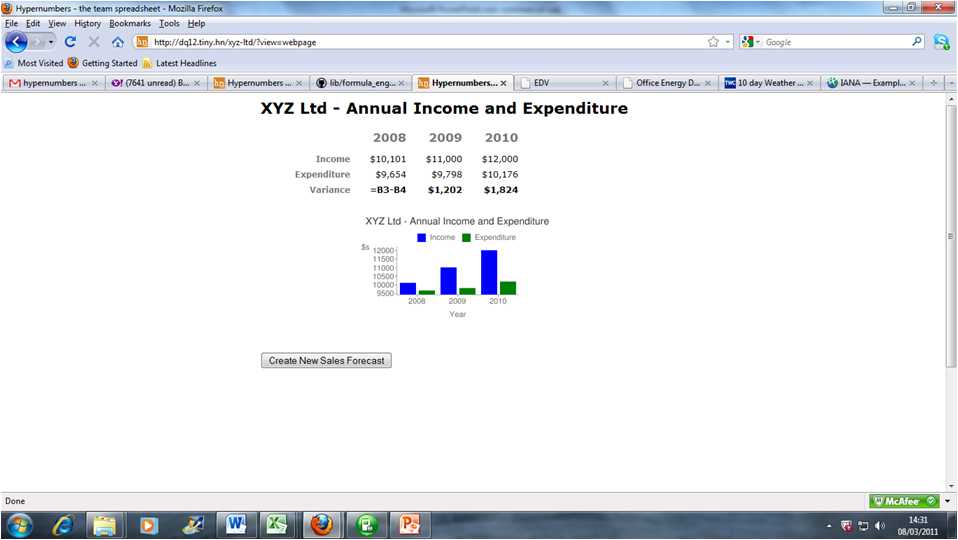 Hypernumbers - the team spreadsheet - Mozilla Firefox
File Edit View History Bookmarks Tools Help
http://dq12.tiny.hn/xyz-ltd/?view=webpage
Google
Most Visited Getting Started Latest Headlines
hypernumbers ... Y! (7641 unread) B... Hypernumbers ... lib/formula_eng... Hypernumbers... EDV Office Energy D... 10 day Weather ... IANA — Exampl...
XYZ Ltd - Annual Income and Expenditure
2008 2009 2010
Income $10,101 $11,000 $12,000
Expenditure $9,654 $9,798 $10,176
Variance =B3-B4 $1,202 $1,824
XYZ Ltd - Annual Income and Expenditure
Income Expenditure
$s
12000
11500
11000
10500
10000
9500
2008 2009 2010
Year
Create New Sales Forecast
Done
McAfee
14:31
08/03/2011